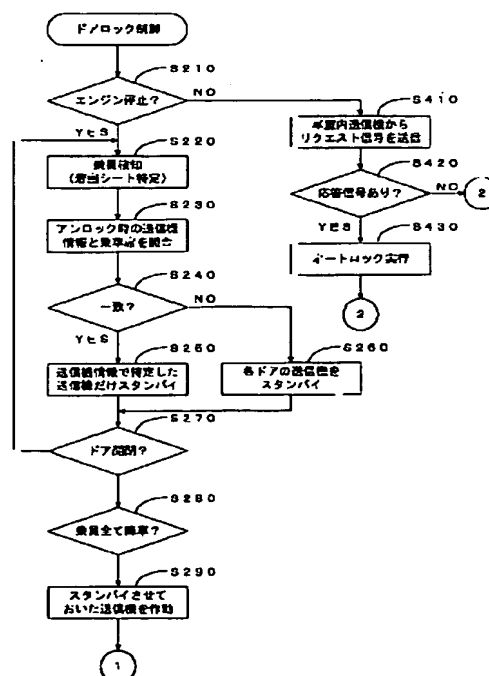 ドアロック制御
S210
エンジン停止?
NO
YES
S220
乗員検知
(着当シート特定)
S230
アンロック時の送信機
情報と乗車席を照合
S240
一致?
NO
YES
S250
送信機情報で特定した
送信機だけスタンバイ
S260
各ドアの送信機を
スタンバイ
S270
ドア開閉?
S280
乗員全て降車?
S290
スタンバイさせて
おいた送信機を作動
1
S410
車室内送信機から
リクエスト信号を送信
S420
応答信号あり?
NO
2
YES
S430
オートロック実行
2